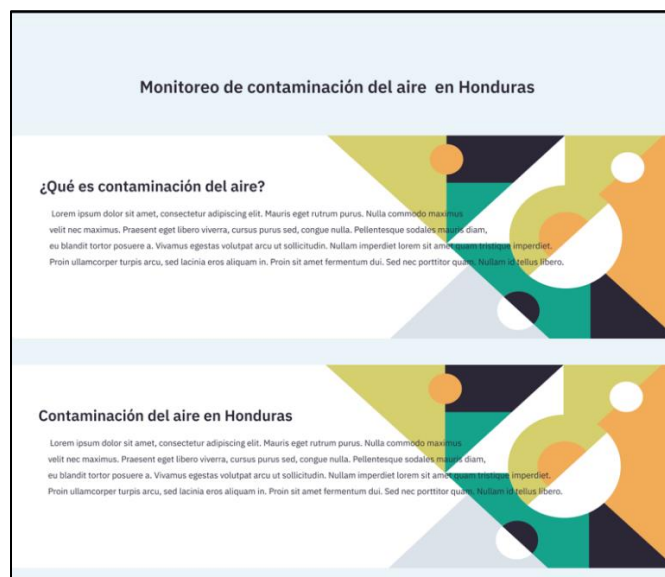 Monitoreo de contaminación del aire en Honduras
¿Qué es contaminación del aire?
Lorem ipsum dolor sit amet, consectetur adipiscing elit. Mauris eget rutrum purus. Nulla commodo maximus
velit nec maximus. Praesent eget libero viverra, cursus purus sed, congue nulla. Pellentesque sodales mauris diam,
eu blandit tortor posuere a. Vivamus egestas volutpat arcu ut sollicitudin. Nullam imperdiet lorem sit amet quam tristique imperdiet.
Proin ullamcorper turpis arcu, sed lacinia eros aliquam in. Proin sit amet fermentum dui. Sed nec porttitor quam. Nullam id tellus libero.
Contaminación del aire en Honduras
Lorem ipsum dolor sit amet, consectetur adipiscing elit. Mauris eget rutrum purus. Nulla commodo maximus
velit nec maximus. Praesent eget libero viverra, cursus purus sed, congue nulla. Pellentesque sodales mauris diam,
eu blandit tortor posuere a. Vivamus egestas volutpat arcu ut sollicitudin. Nullam imperdiet lorem sit amet quam tristique imperdiet.
Proin ullamcorper turpis arcu, sed lacinia eros aliquam in. Proin sit amet fermentum dui. Sed nec porttitor quam. Nullam id tellus libero.